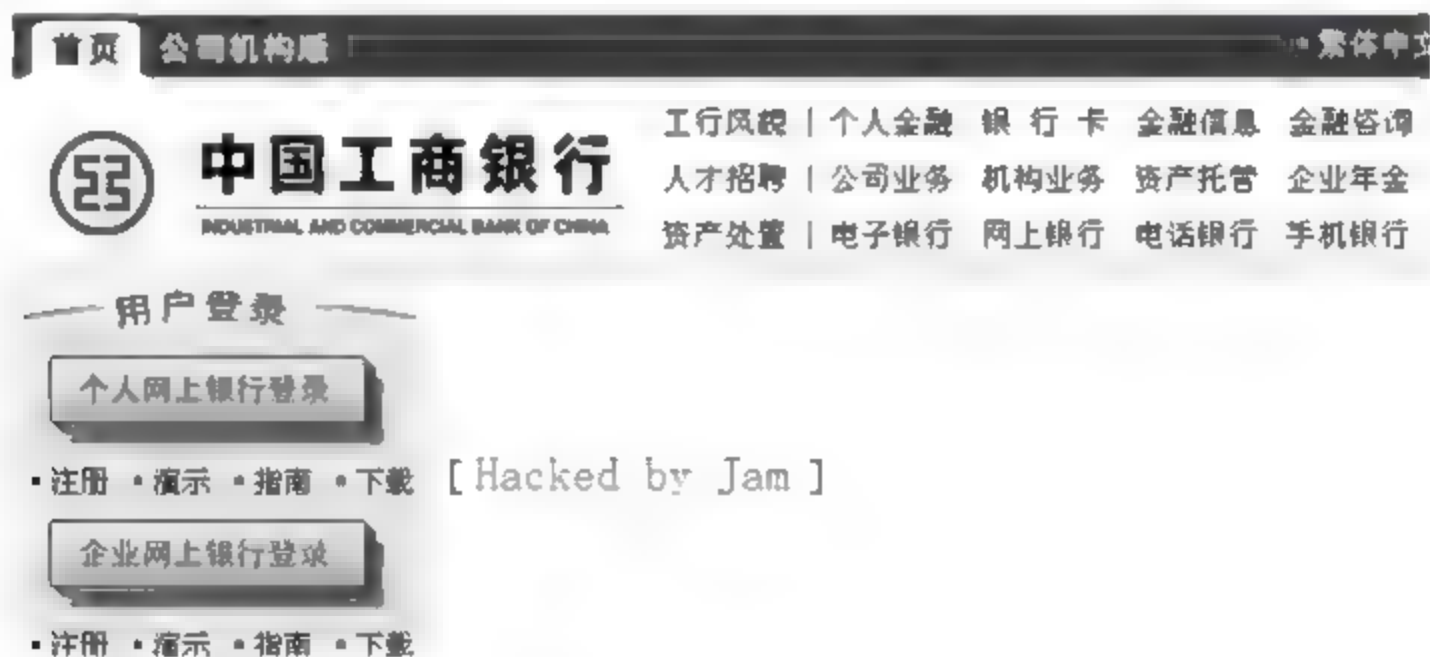 首页 公司机构版 繁体中文
工行风貌 | 个人金融 银行卡 金融信息 金融咨询
中国工商银行
人才招聘 | 公司业务 机构业务 资产托管 企业年金
INDUSTRIAL AND COMMERCIAL BANK OF CHINA
资产处置 | 电子银行 网上银行 电话银行 手机银行
用户登录
个人网上银行登录
·注册 ·演示 ·指南 ·下载
[Hacked by Jam ]
企业网上银行登录
·注册 ·演示 ·指南 ·下载